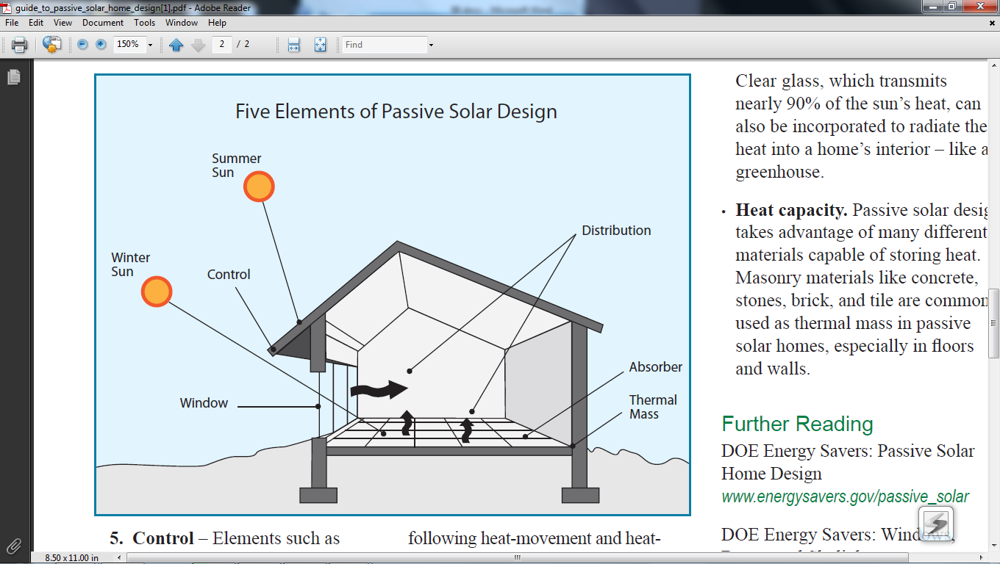 guide_to_passive_solar_home_design[1].pdf - Adobe Reader
File Edit View Document Tools Window Help
150% 2 / 2 Find
Five Elements of Passive Solar Design
Summer
Sun
Winter
Sun
Control
Distribution
Absorber
Window
Thermal
Mass
5. Control – Elements such as
following heat-movement and heat-
Clear glass, which transmits
nearly 90% of the sun’s heat, can
also be incorporated to radiate the
heat into a home’s interior – like a
greenhouse.
• Heat capacity. Passive solar desig
takes advantage of many different
materials capable of storing heat.
Masonry materials like concrete,
stones, brick, and tile are common
used as thermal mass in passive
solar homes, especially in floors
and walls.
Further Reading
DOE Energy Savers: Passive Solar
Home Design
www.energysavers.gov/passive_solar
DOE Energy Savers: Windows,
8.50 x 11.00 in